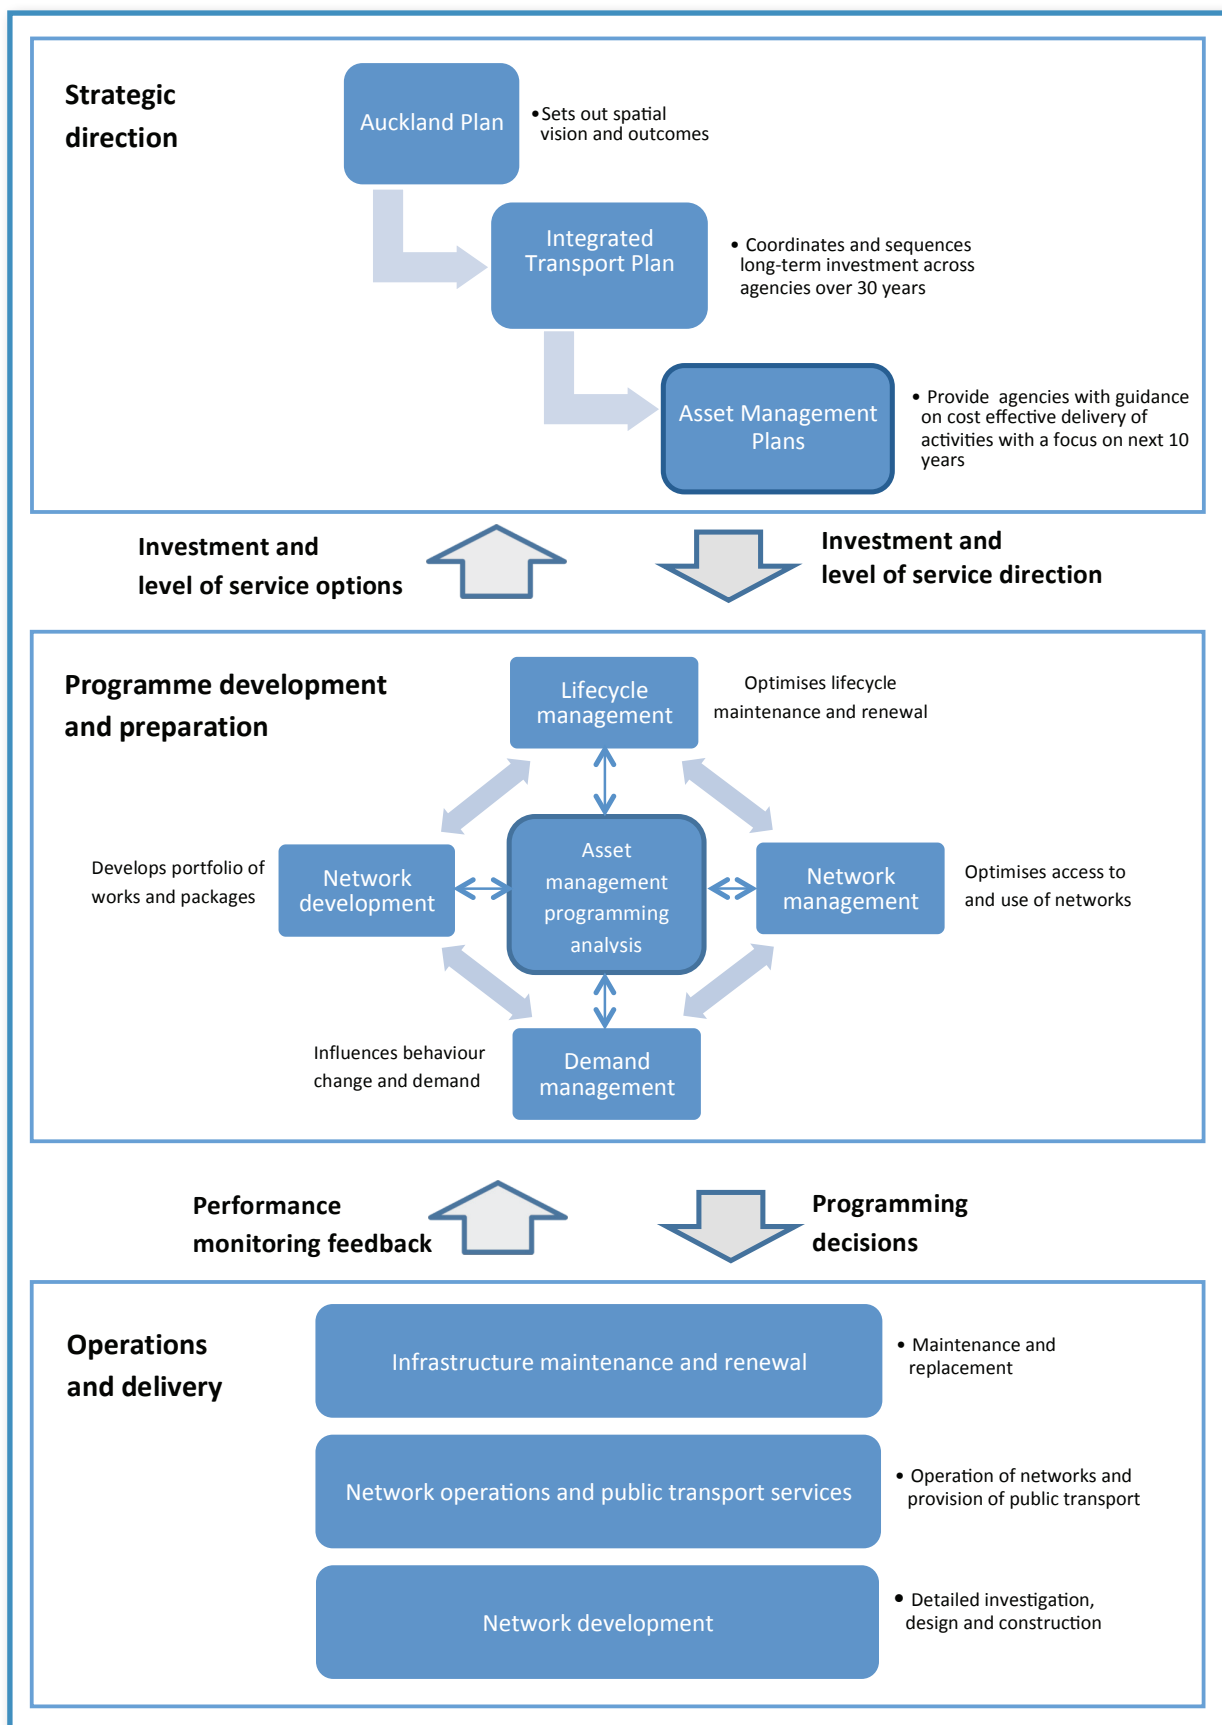 Strategic
direction
Auckland Plan
•Sets out spatial
vision and outcomes
Integrated
Transport Plan
• Coordinates and sequences
long-term investment across
agencies over 30 years
Asset Management
Plans
• Provide agencies with guidance
on cost effective delivery of
activities with a focus on next 10
years
Investment and
level of service options
Investment and
level of service direction
Programme development
and preparation
Lifecycle
management
Optimises lifecycle
maintenance and renewal
Develops portfolio of
works and packages
Network
development
Asset
management
programming
analysis
Network
management
Optimises access to
and use of networks
Influences behaviour
change and demand
Demand
management
Performance
monitoring feedback
Programming
decisions
Operations
and delivery
Infrastructure maintenance and renewal
• Maintenance and
replacement
Network operations and public transport services
• Operation of networks and
provision of public transport
Network development
• Detailed investigation,
design and construction